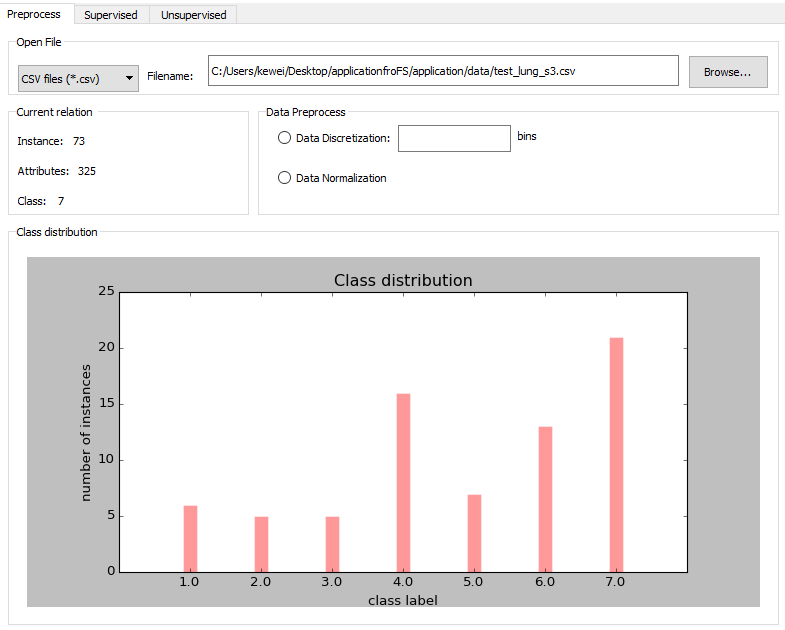 Preprocess Supervised Unsupervised
Open File
CSV files (*.csv) Filename: C:/Users/kewei/Desktop/applicationfroFS/application/data/test_lung_s3.csv Browse...
Current relation
Instance: 73
Attributes: 325
Class: 7
Data Preprocess
Data Discretization: bins
Data Normalization
Class distribution
Class distribution
25
20
15
10
5
0
number of instances
1.0 2.0 3.0 4.0 5.0 6.0 7.0
class label